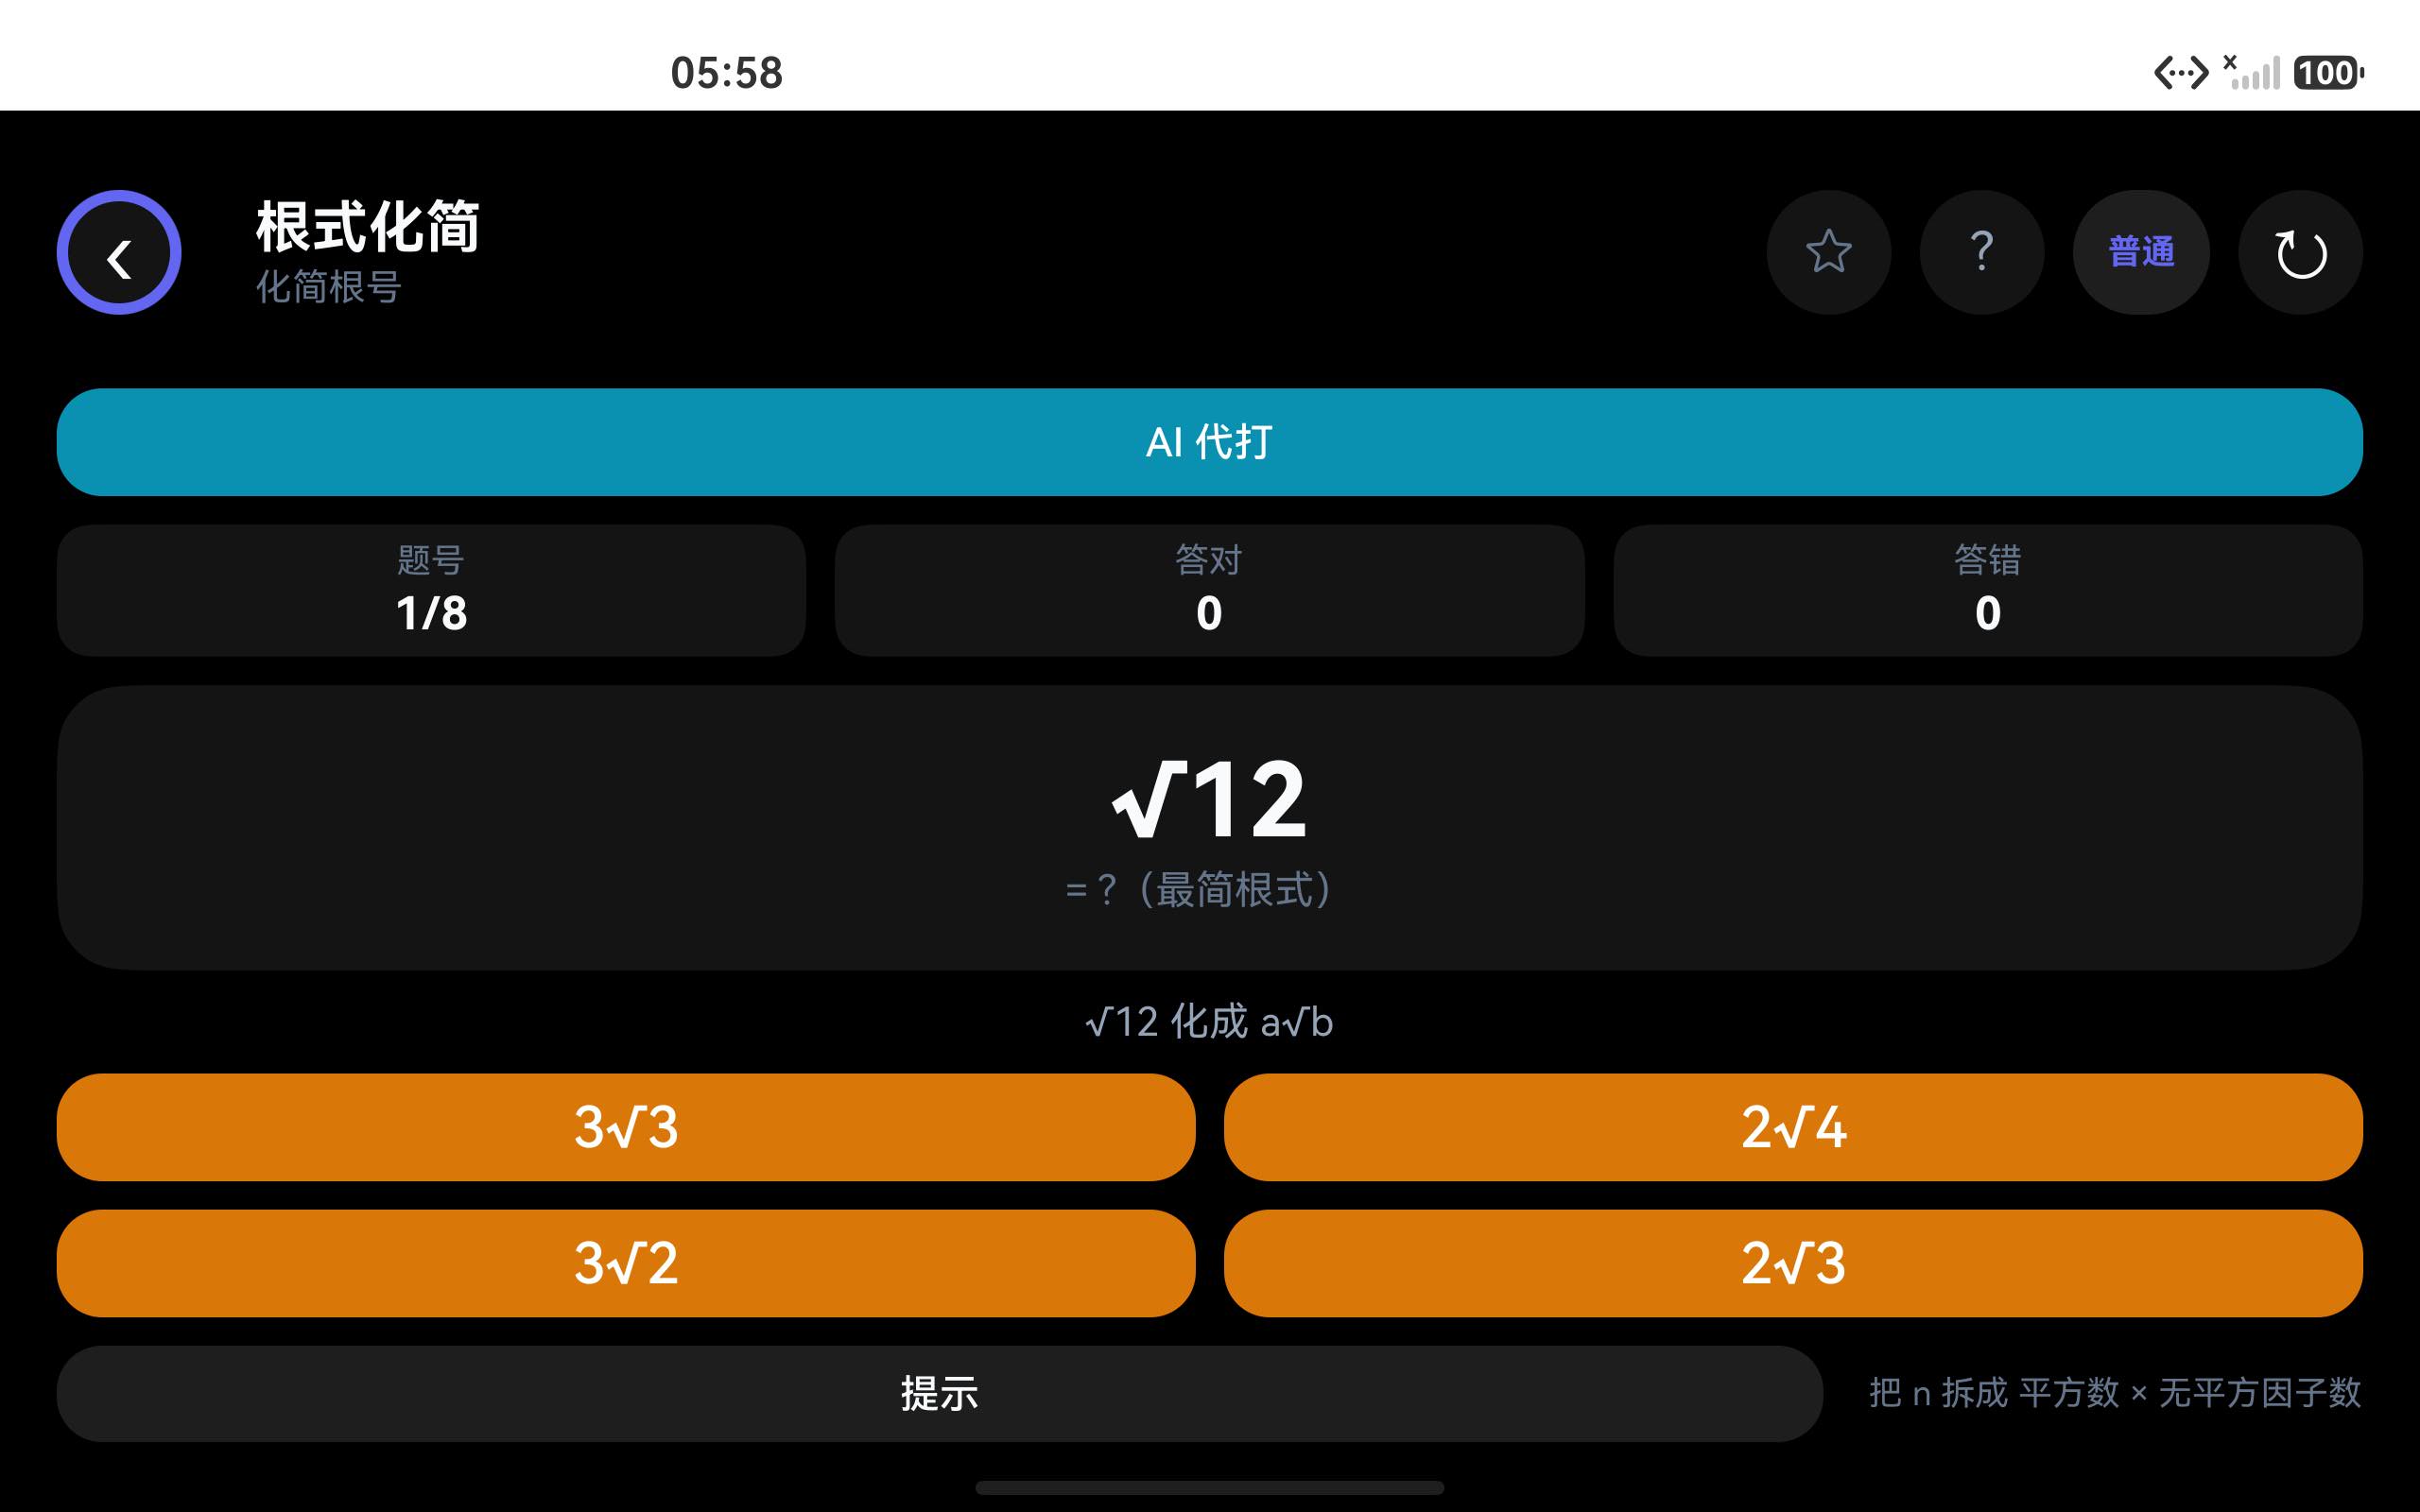 05:58
100
根式化简
化简根号
?
普通
AI 代打
题号
1/8
答对
0
答错
0
√12
= ?（最简根式）
√12 化成 a√b
3√3
2√4
3√2
2√3
提示
把 n 拆成 平方数 × 无平方因子数